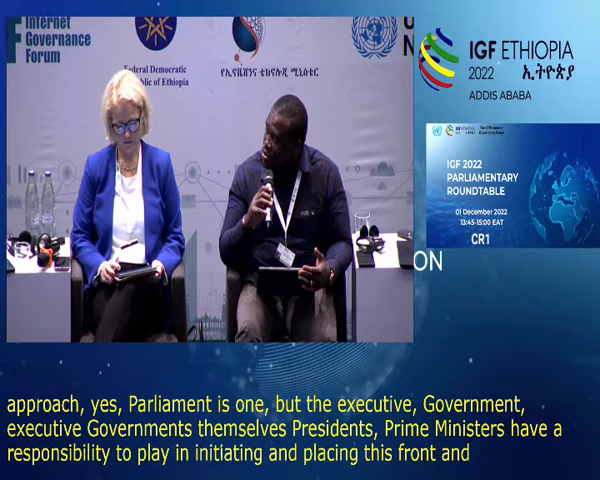 Internet
Governance
Forum
F
Federal Democratic
Republic of Ethiopia
የኢኖቬሽንና ቴክኖሎጂ ሚኒስቴር
U
N
IGF ETHIOPIA
2022 ኢትዮጵያ
ADDIS ABABA
IGF 2022
PARLIAMENTARY
ROUNDTABLE
01 December 2022
13:45-15:00 EAT
CR1
ON
approach, yes, Parliament is one, but the executive, Government,
executive Governments themselves Presidents, Prime Ministers have a
responsibility to play in initiating and placing this front and